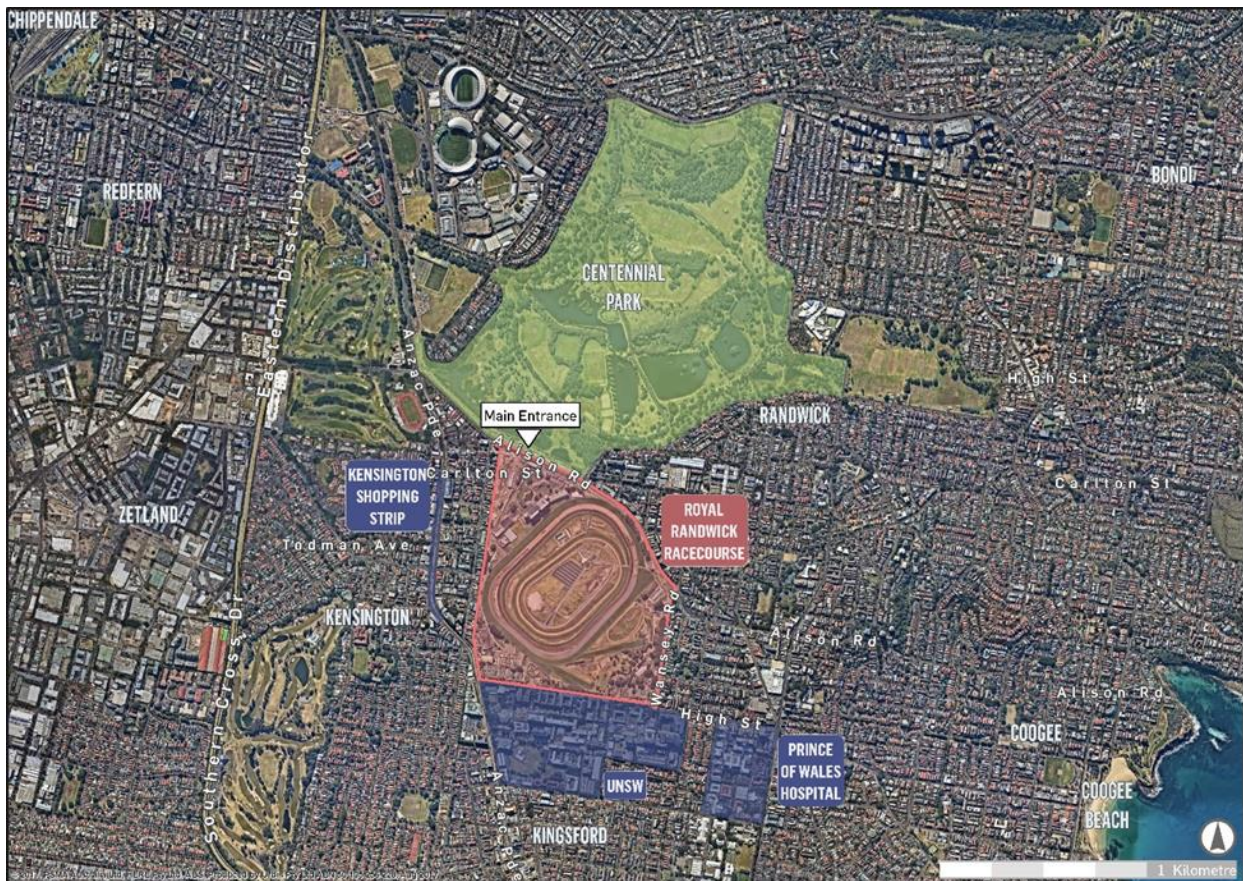 CHIPPENDALE
REDFERN
Eastern Distributor
BONDI
CENTENNIAL
PARK
Anzac Pde
High St
Main Entrance
RANDWICK
Alison Rd
KENSINGTON
SHOPPING
STRIP
Carlton St
Carlton St
ZETLAND
ROYAL
RANDWICK
RACECOURSE
Todman Ave
KENSINGTON
Wansey Rd
Alison Rd
Alison Rd
Southern Cross Dr
High St
COOGEE
PRINCE
OF WALES
HOSPITAL
UNSW
COOGEE
BEACH
Anzac Pde
KINGSFORD
1 Kilometre